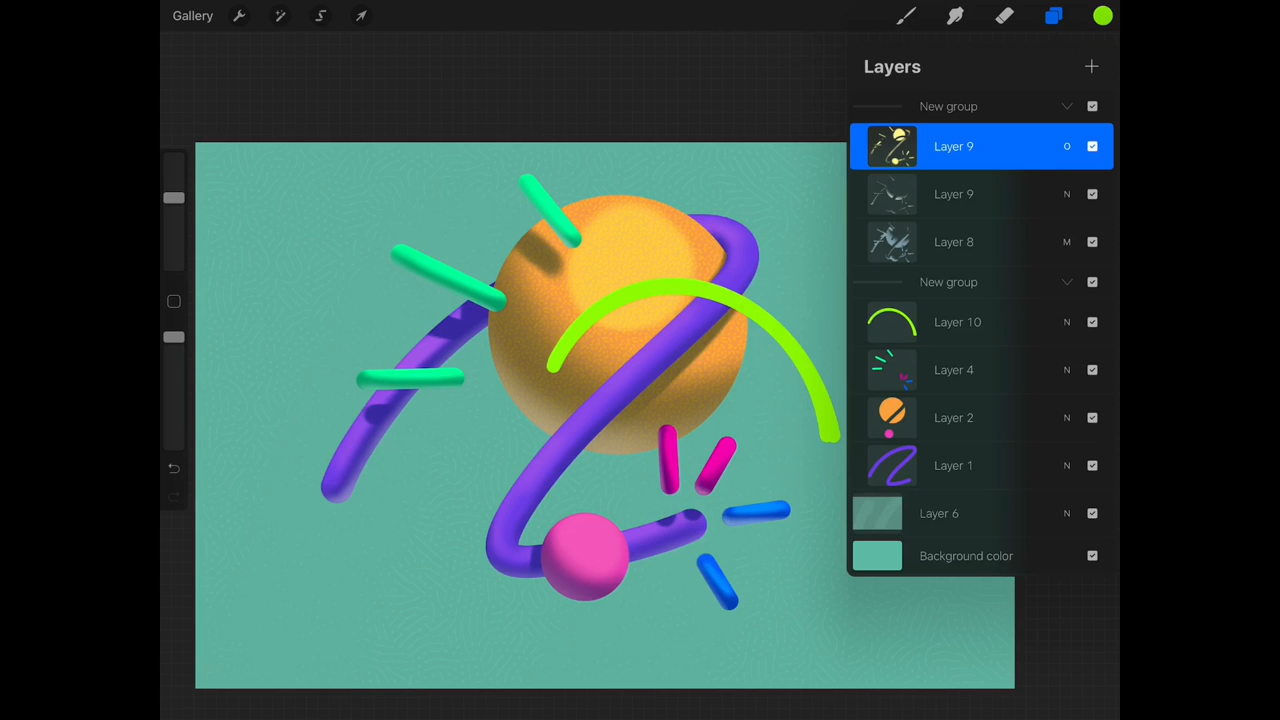 Gallery
Layers
New group
Layer 9 O
Layer 9 N
Layer 8 M
New group
Layer 10 N
Layer 4 N
Layer 2 N
Layer 1 N
Layer 6 N
Background color